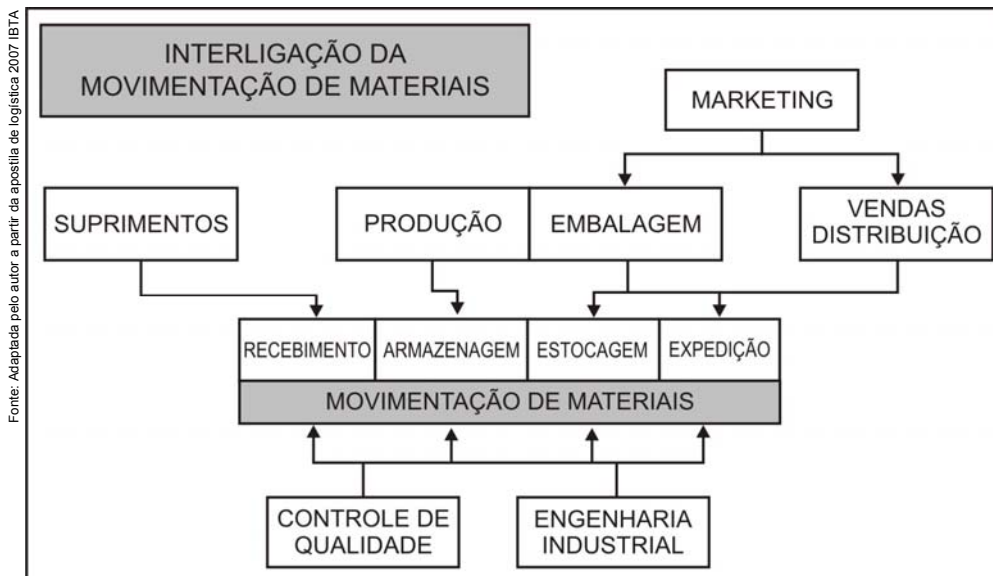 Fonte: Adaptada pelo autor a partir da apostila de logística 2007 IBTA
INTERLIGAÇÃO DA
MOVIMENTAÇÃO DE MATERIAIS
MARKETING
SUPRIMENTOS
PRODUÇÃO
EMBALAGEM
VENDAS
DISTRIBUIÇÃO
RECEBIMENTO
ARMAZENAGEM
ESTOCAGEM
EXPEDIÇÃO
MOVIMENTAÇÃO DE MATERIAIS
CONTROLE DE
QUALIDADE
ENGENHARIA
INDUSTRIAL